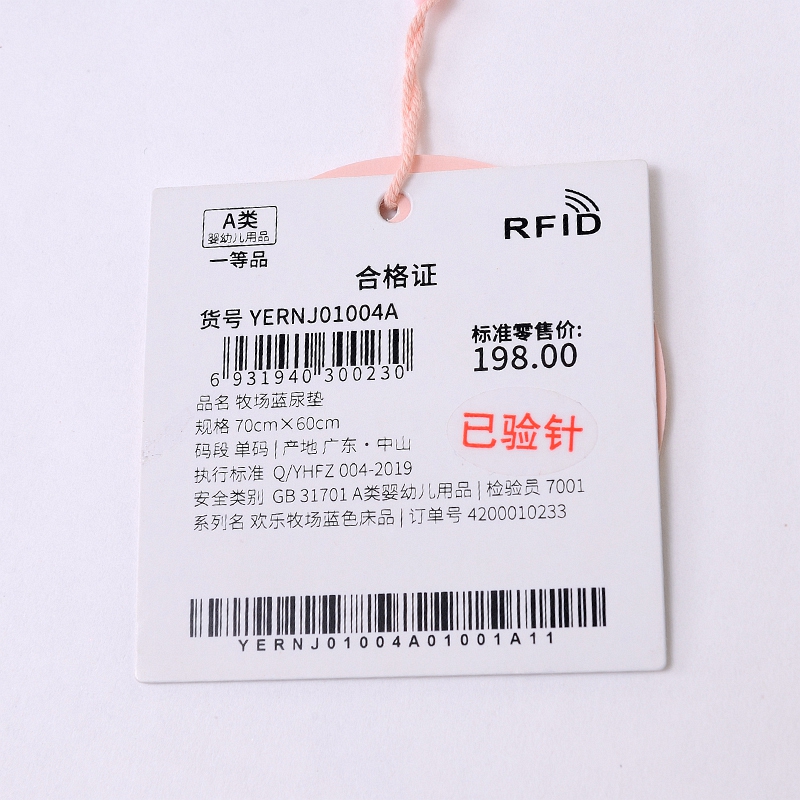 A类
婴幼儿用品
一等品
RFID
合格证
货号 YERNJ01004A
标准零售价:
198.00
6 931940 300230
品名 牧场蓝尿垫
规格 70cm×60cm
码段 单码 | 产地 广东·中山
已验针
执行标准 Q/YHFZ 004-2019
安全类别 GB 31701 A类婴幼儿用品 | 检验员 7001
系列名 欢乐牧场蓝色床品 | 订单号 4200010233
YERNJ01004A01001A11